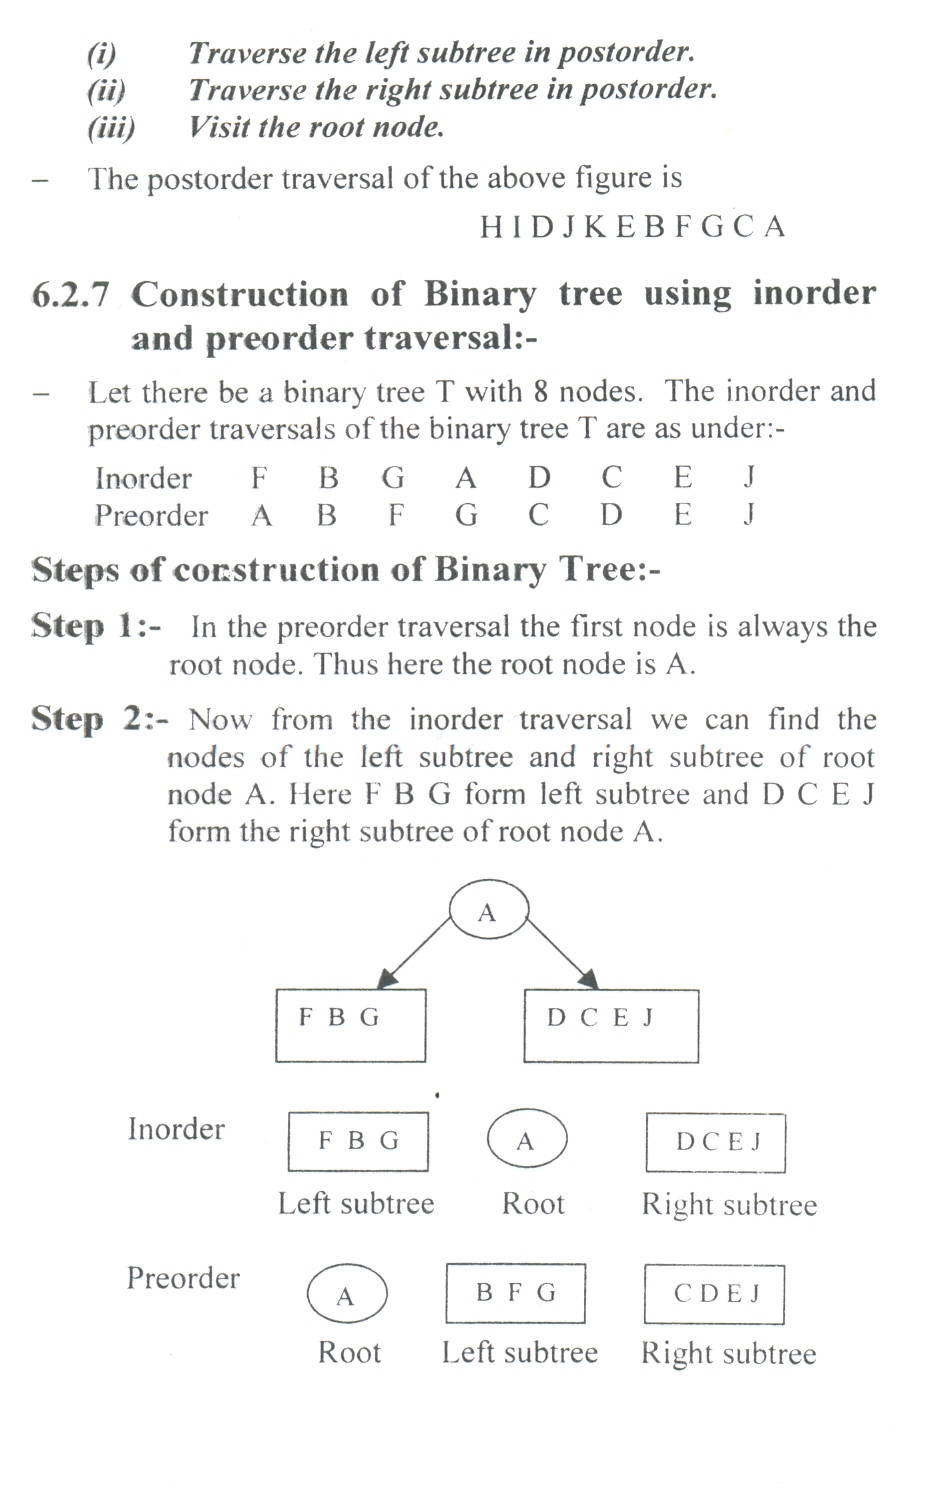 (i) Traverse the left subtree in postorder.
(ii) Traverse the right subtree in postorder.
(iii) Visit the root node.
– The postorder traversal of the above figure is
H I D J K E B F G C A
6.2.7 Construction of Binary tree using inorder
and preorder traversal:-
– Let there be a binary tree T with 8 nodes. The inorder and
preorder traversals of the binary tree T are as under:-
Inorder F B G A D C E J
Preorder A B F G C D E J
Steps of construction of Binary Tree:-
Step 1:- In the preorder traversal the first node is always the
root node. Thus here the root node is A.
Step 2:- Now from the inorder traversal we can find the
nodes of the left subtree and right subtree of root
node A. Here F B G form left subtree and D C E J
form the right subtree of root node A.
A
F B G D C E J
Inorder F B G A D C E J
Left subtree Root Right subtree
Preorder A B F G C D E J
Root Left subtree Right subtree